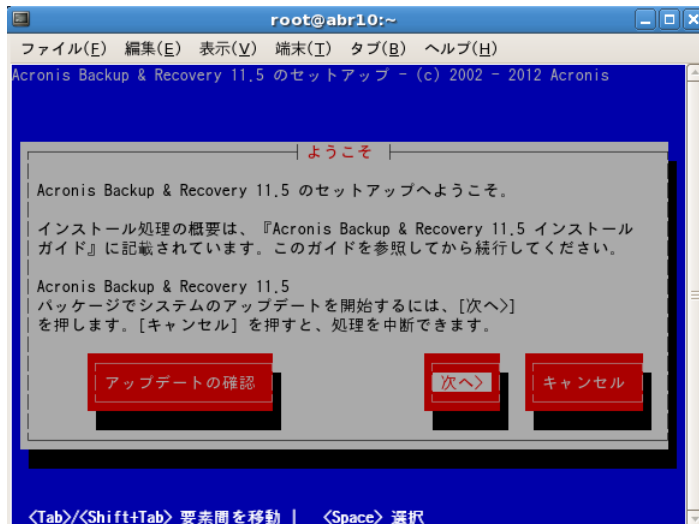 root@abr10:~
ファイル(F) 編集(E) 表示(V) 端末(T) タブ(B) ヘルプ(H)
Acronis Backup & Recovery 11.5 のセットアップ - (c) 2002 - 2012 Acronis
ようこそ
Acronis Backup & Recovery 11.5 のセットアップへようこそ。
インストール処理の概要は、『Acronis Backup & Recovery 11.5 インストール
ガイド』に記載されています。このガイドを参照してから続行してください。
Acronis Backup & Recovery 11.5
パッケージでシステムのアップデートを開始するには、[次へ>]
を押します。[キャンセル] を押すと、処理を中断できます。
アップデートの確認 次へ> キャンセル
<Tab>/<Shift+Tab> 要素間を移動 | <Space> 選択